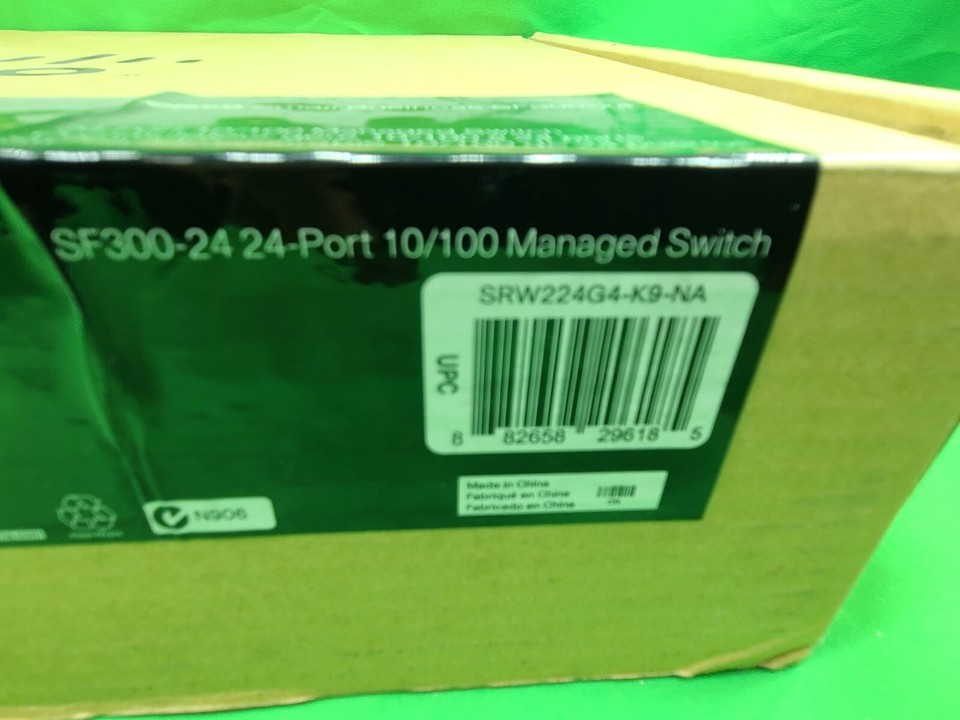 SF300-24 24-Port 10/100 Managed Switch
SRW224G4-K9-NA
UPC
8 82658 29618 5
Made in China
Fabriqué en China
Fabricado en China
N906